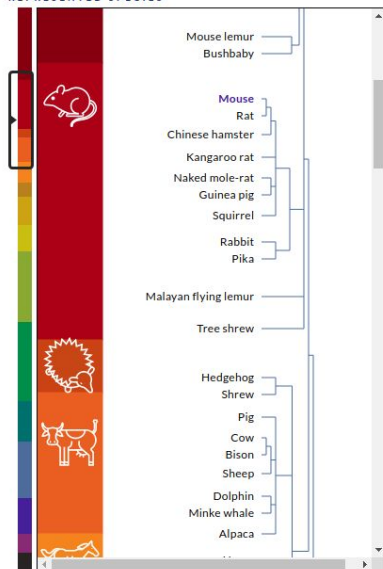 Mouse lemur
Bushbaby
Mouse
Rat
Chinese hamster
Kangaroo rat
Naked mole-rat
Guinea pig
Squirrel
Rabbit
Pika
Malayan flying lemur
Tree shrew
Hedgehog
Shrew
Pig
Cow
Bison
Sheep
Dolphin
Minke whale
Alpaca